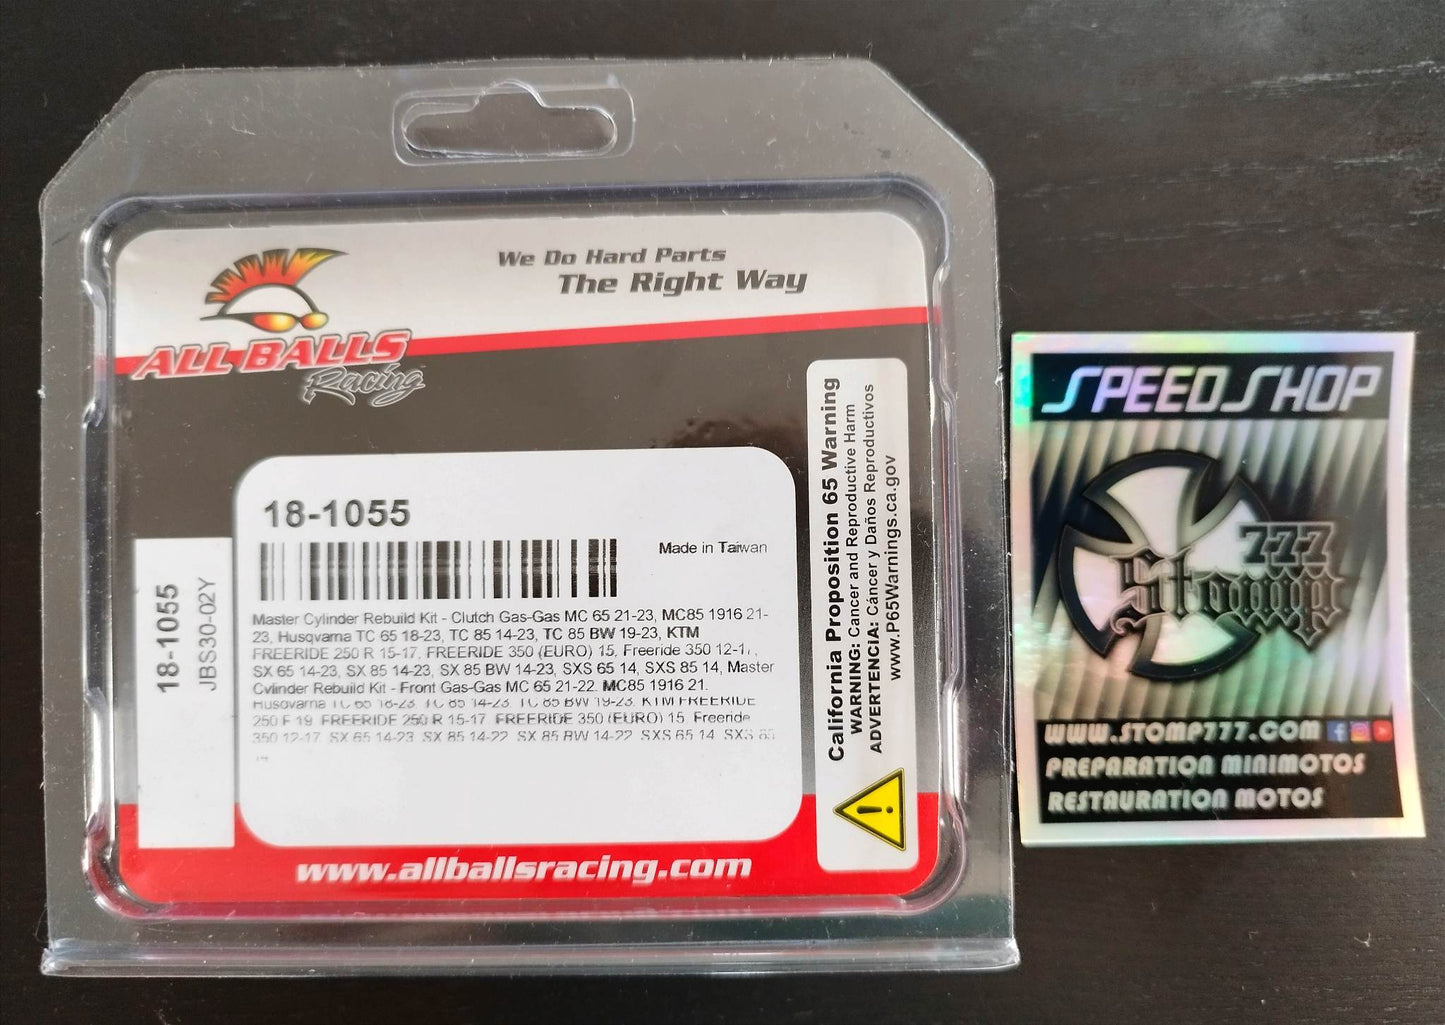 We Do Hard Parts
The Right Way
ALL BALLS
Racing
18-1055
Made in Taiwan
Master Cylinder Rebuild Kit - Clutch Gas-Gas MC 65 21-23, MC85 1916 21-
23, Husqvarna TC 65 18-23, TC 85 14-23, TC 85 BW 19-23, KTM
FREERIDE 250 R 15-17, FREERIDE 350 (EURO) 15, Freeride 350 12-17,
SX 65 14-23, SX 85 14-23, SX 85 BW 14-23, SXS 65 14, SXS 85 14, Master
Cylinder Rebuild Kit - Front Gas-Gas MC 65 21-22, MC85 1916 21,
Husqvarna TC 65 18-23, TC 85 14-23, TC 85 BW 19-23, KTM FREERIDE
250 F 19, FREERIDE 250 R 15-17, FREERIDE 350 (EURO) 15, Freeride
350 12-17, SX 65 14-23, SX 85 14-22, SX 85 BW 14-22, SXS 65 14, SXS 85
14
18-1055
JBS30-02Y
California Proposition 65 Warning
WARNING: Cancer and Reproductive Harm
ADVERTENCIA: Cáncer y Daños Reproductivos
www.P65Warnings.ca.gov
www.allballsracing.com
SPEED SHOP
777
Stomp
WWW.STOMP777.COM
PREPARATION MINIMOTOS
RESTAURATION MOTOS